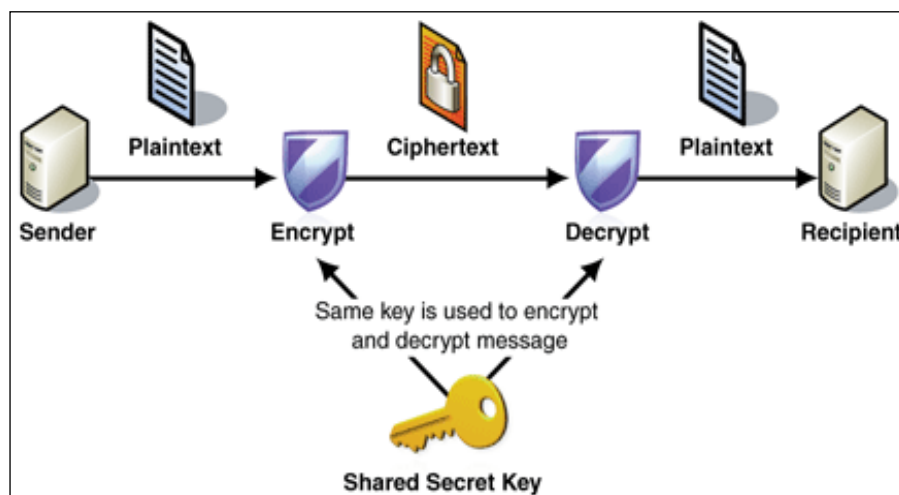 Plaintext
Ciphertext
Plaintext
Sender
Encrypt
Decrypt
Recipient
Same key is used to encrypt
and decrypt message
Shared Secret Key